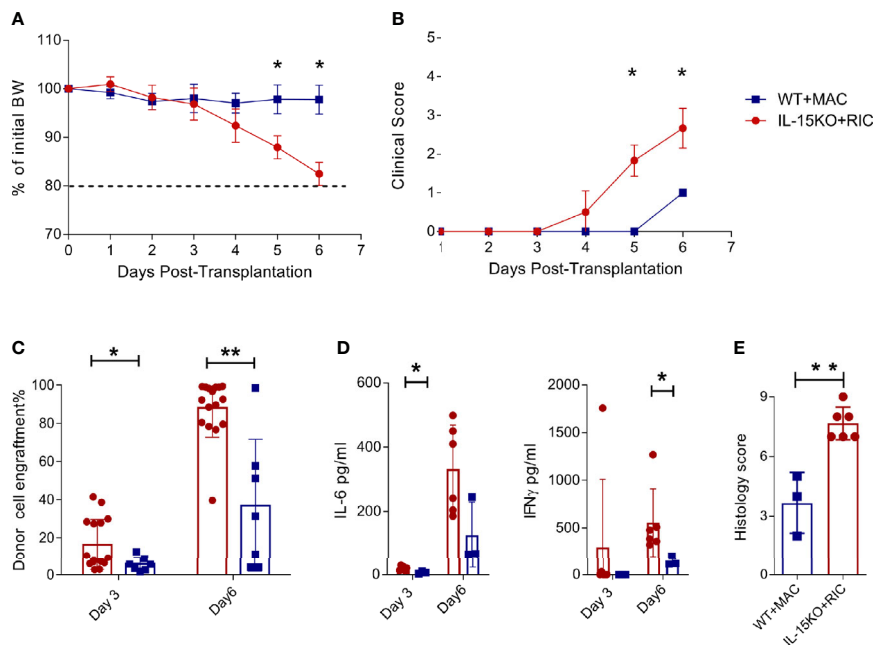 A
% of initial BW
110
100
90
80
70
0 1 2 3 4 5 6 7
Days Post-Transplantation
* *
B
Clinical Score
5
4
3
2
1
0
1 2 3 4 5 6 7
Days Post-Transplantation
* *
WT+MAC
IL-15KO+RIC
C
Donor cell engraftment%
100
80
60
40
20
0
Day 3 Day6
* **
D
IL-6 pg/ml
600
400
200
0
Day 3 Day6
*
IFNγ pg/ml
2000
1500
1000
500
0
Day 3 Day6
*
E
Histology score
9
6
3
0
WT+MAC IL-15KO+RIC
* *